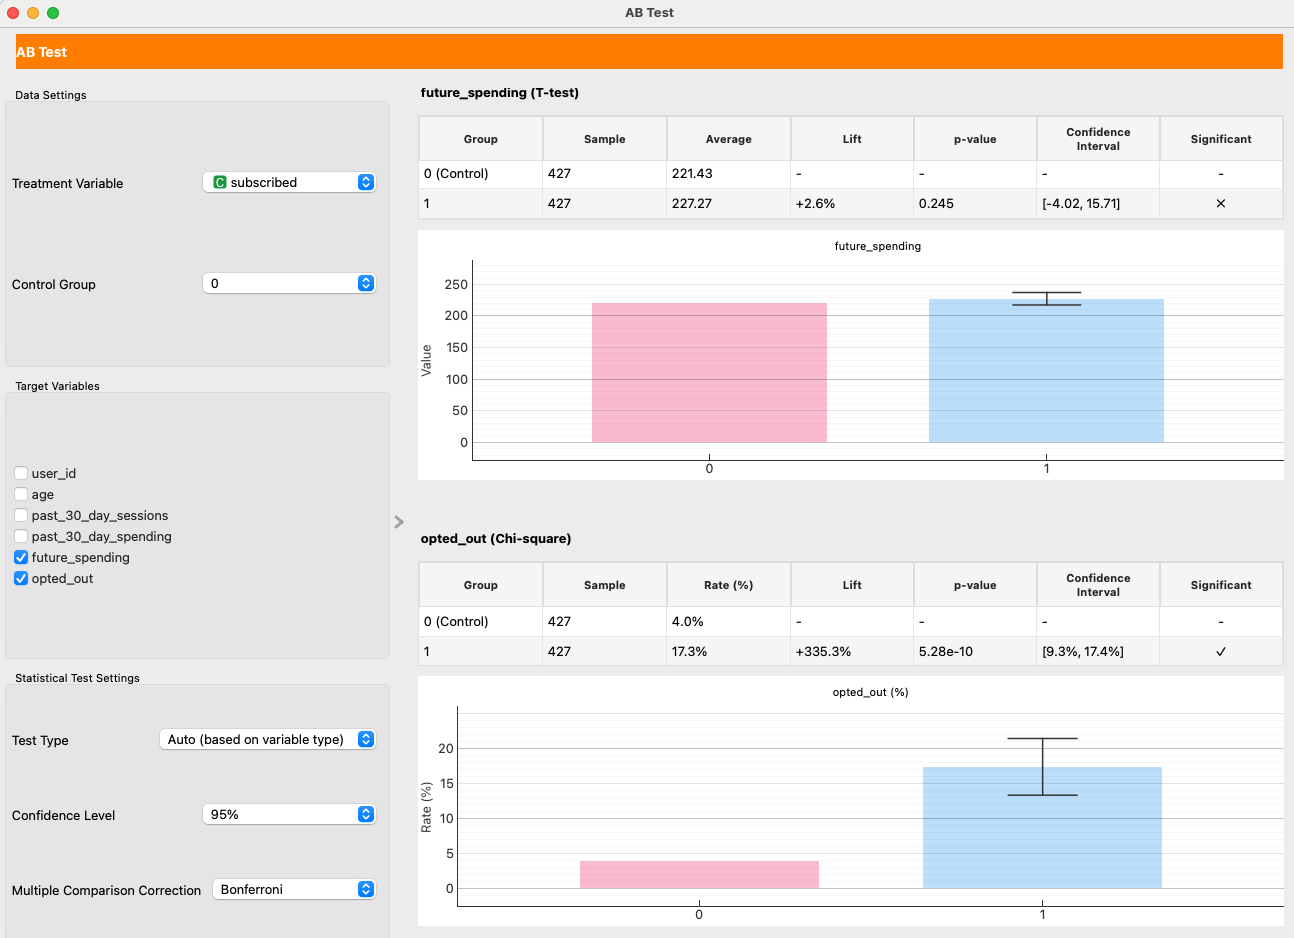 AB Test
AB Test
Data Settings
Treatment Variable
C subscribed
Control Group
0
Target Variables
user_id
age
past_30_day_sessions
past_30_day_spending
future_spending
opted_out
Statistical Test Settings
Test Type
Auto (based on variable type)
Confidence Level
95%
Multiple Comparison Correction
Bonferroni
future_spending (T-test)
Group Sample Average Lift p-value Confidence Interval Significant
0 (Control) 427 221.43 - - - -
1 427 227.27 +2.6% 0.245 [-4.02, 15.71] ✕
future_spending
Value
250
200
150
100
50
0
0 1
opted_out (Chi-square)
Group Sample Rate (%) Lift p-value Confidence Interval Significant
0 (Control) 427 4.0% - - - -
1 427 17.3% +335.3% 5.28e-10 [9.3%, 17.4%] ✓
opted_out (%)
Rate (%)
20
15
10
5
0
0 1